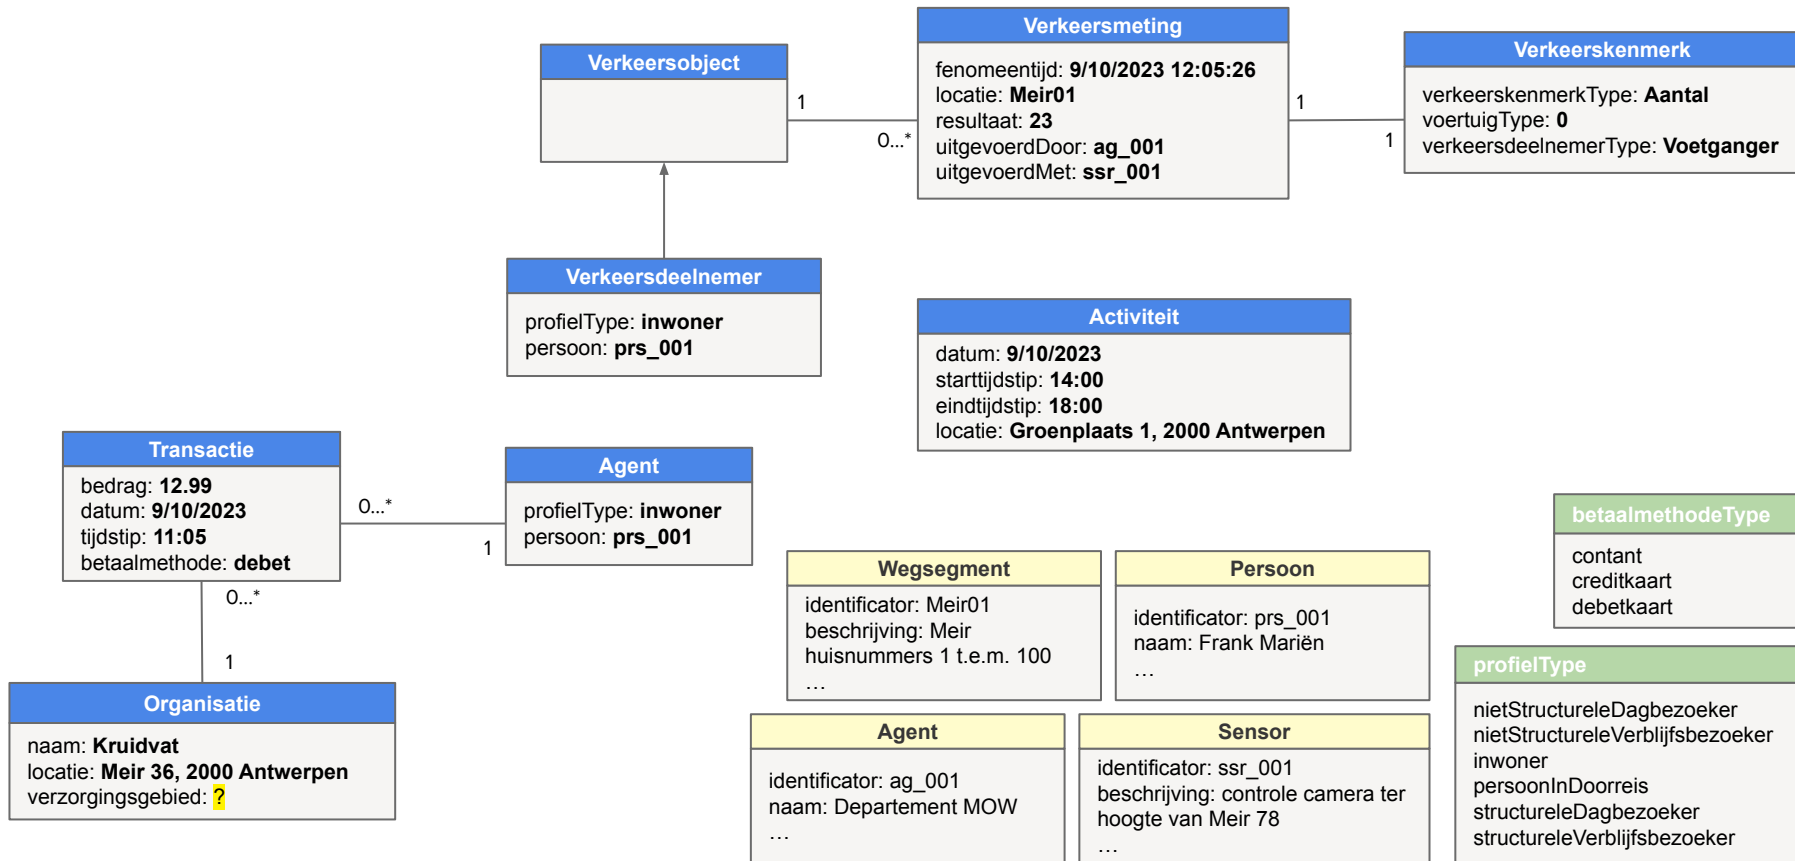 Verkeersobject
1
0...*
Verkeersmeting
fenomeentijd: 9/10/2023 12:05:26
locatie: Meir01
resultaat: 23
uitgevoerdDoor: ag_001
uitgevoerdMet: ssr_001
1
1
Verkeerskenmerk
verkeerskenmerkType: Aantal
voertuigType: 0
verkeersdeelnemerType: Voetganger
Verkeersdeelnemer
profielType: inwoner
persoon: prs_001
Activiteit
datum: 9/10/2023
starttijdstip: 14:00
eindtijdstip: 18:00
locatie: Groenplaats 1, 2000 Antwerpen
Transactie
bedrag: 12.99
datum: 9/10/2023
tijdstip: 11:05
betaalmethode: debet
0...*
1
Agent
profielType: inwoner
persoon: prs_001
0...*
1
Organisatie
naam: Kruidvat
locatie: Meir 36, 2000 Antwerpen
verzorgingsgebied: ?
Wegsegment
identificator: Meir01
beschrijving: Meir
huisnummers 1 t.e.m. 100
…
Persoon
identificator: prs_001
naam: Frank Mariën
…
Agent
identificator: ag_001
naam: Departement MOW
…
Sensor
identificator: ssr_001
beschrijving: controle camera ter
hoogte van Meir 78
…
betaalmethodeType
contant
creditkaart
debetkaart
profielType
nietStructureleDagbezoeker
nietStructureleVerblijfsbezoeker
inwoner
persoonInDoorreis
structureleDagbezoeker
structureleVerblijfsbezoeker